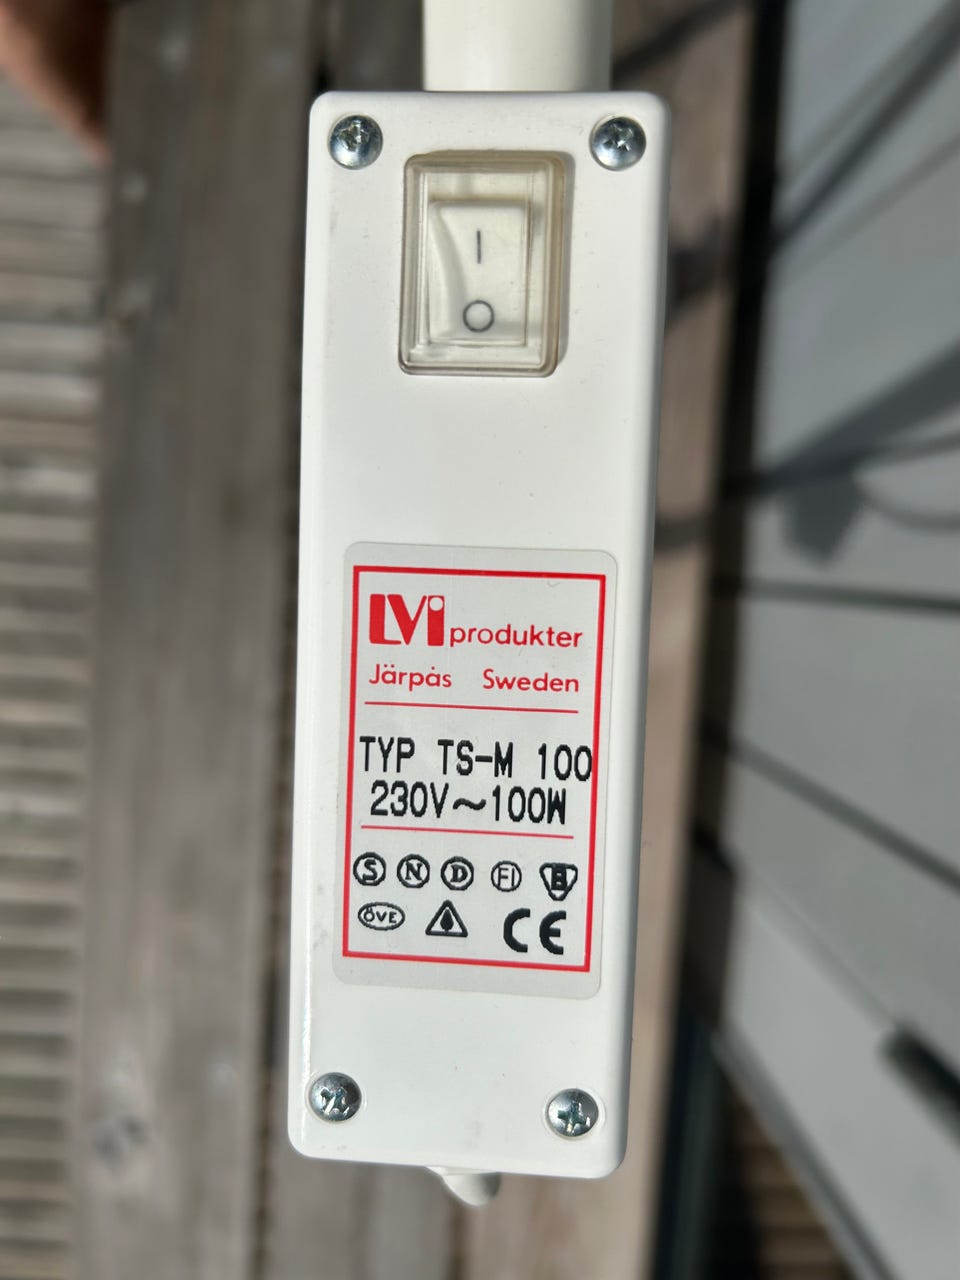 I
O
LVI produkter
Järpås Sweden
TYP TS-M 100
230V~100W
S N D FI
ÖVE CE